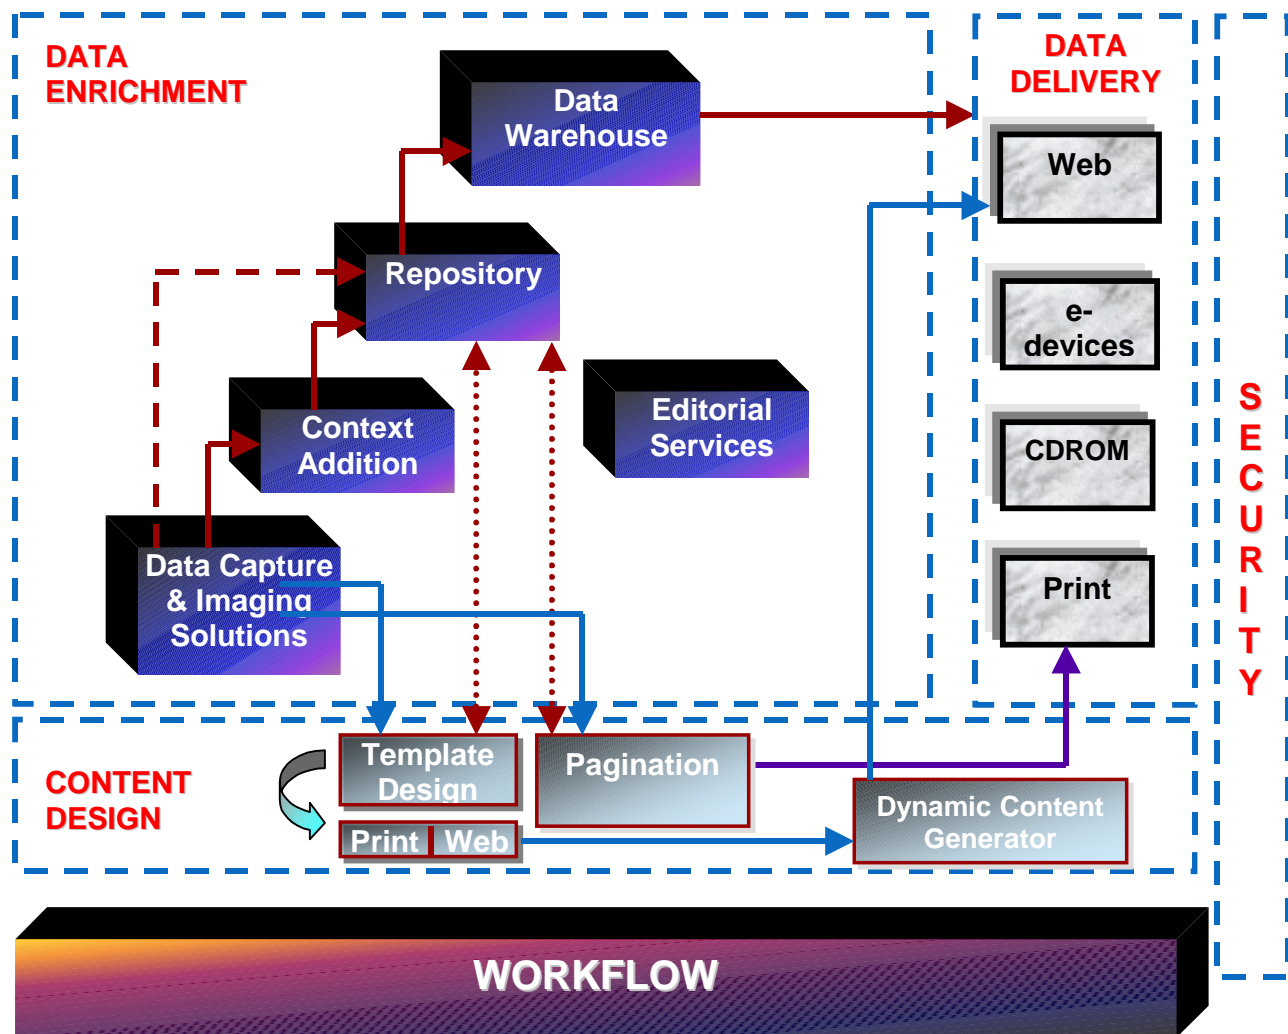 DATA
ENRICHMENT
Data
Warehouse
Repository
Context
Addition
Editorial
Services
Data Capture
& Imaging
Solutions
DATA
DELIVERY
Web
e-
devices
CDROM
Print
S
E
C
U
R
I
T
Y
CONTENT
DESIGN
Template
Design
Print Web
Pagination
Dynamic Content
Generator
WORKFLOW